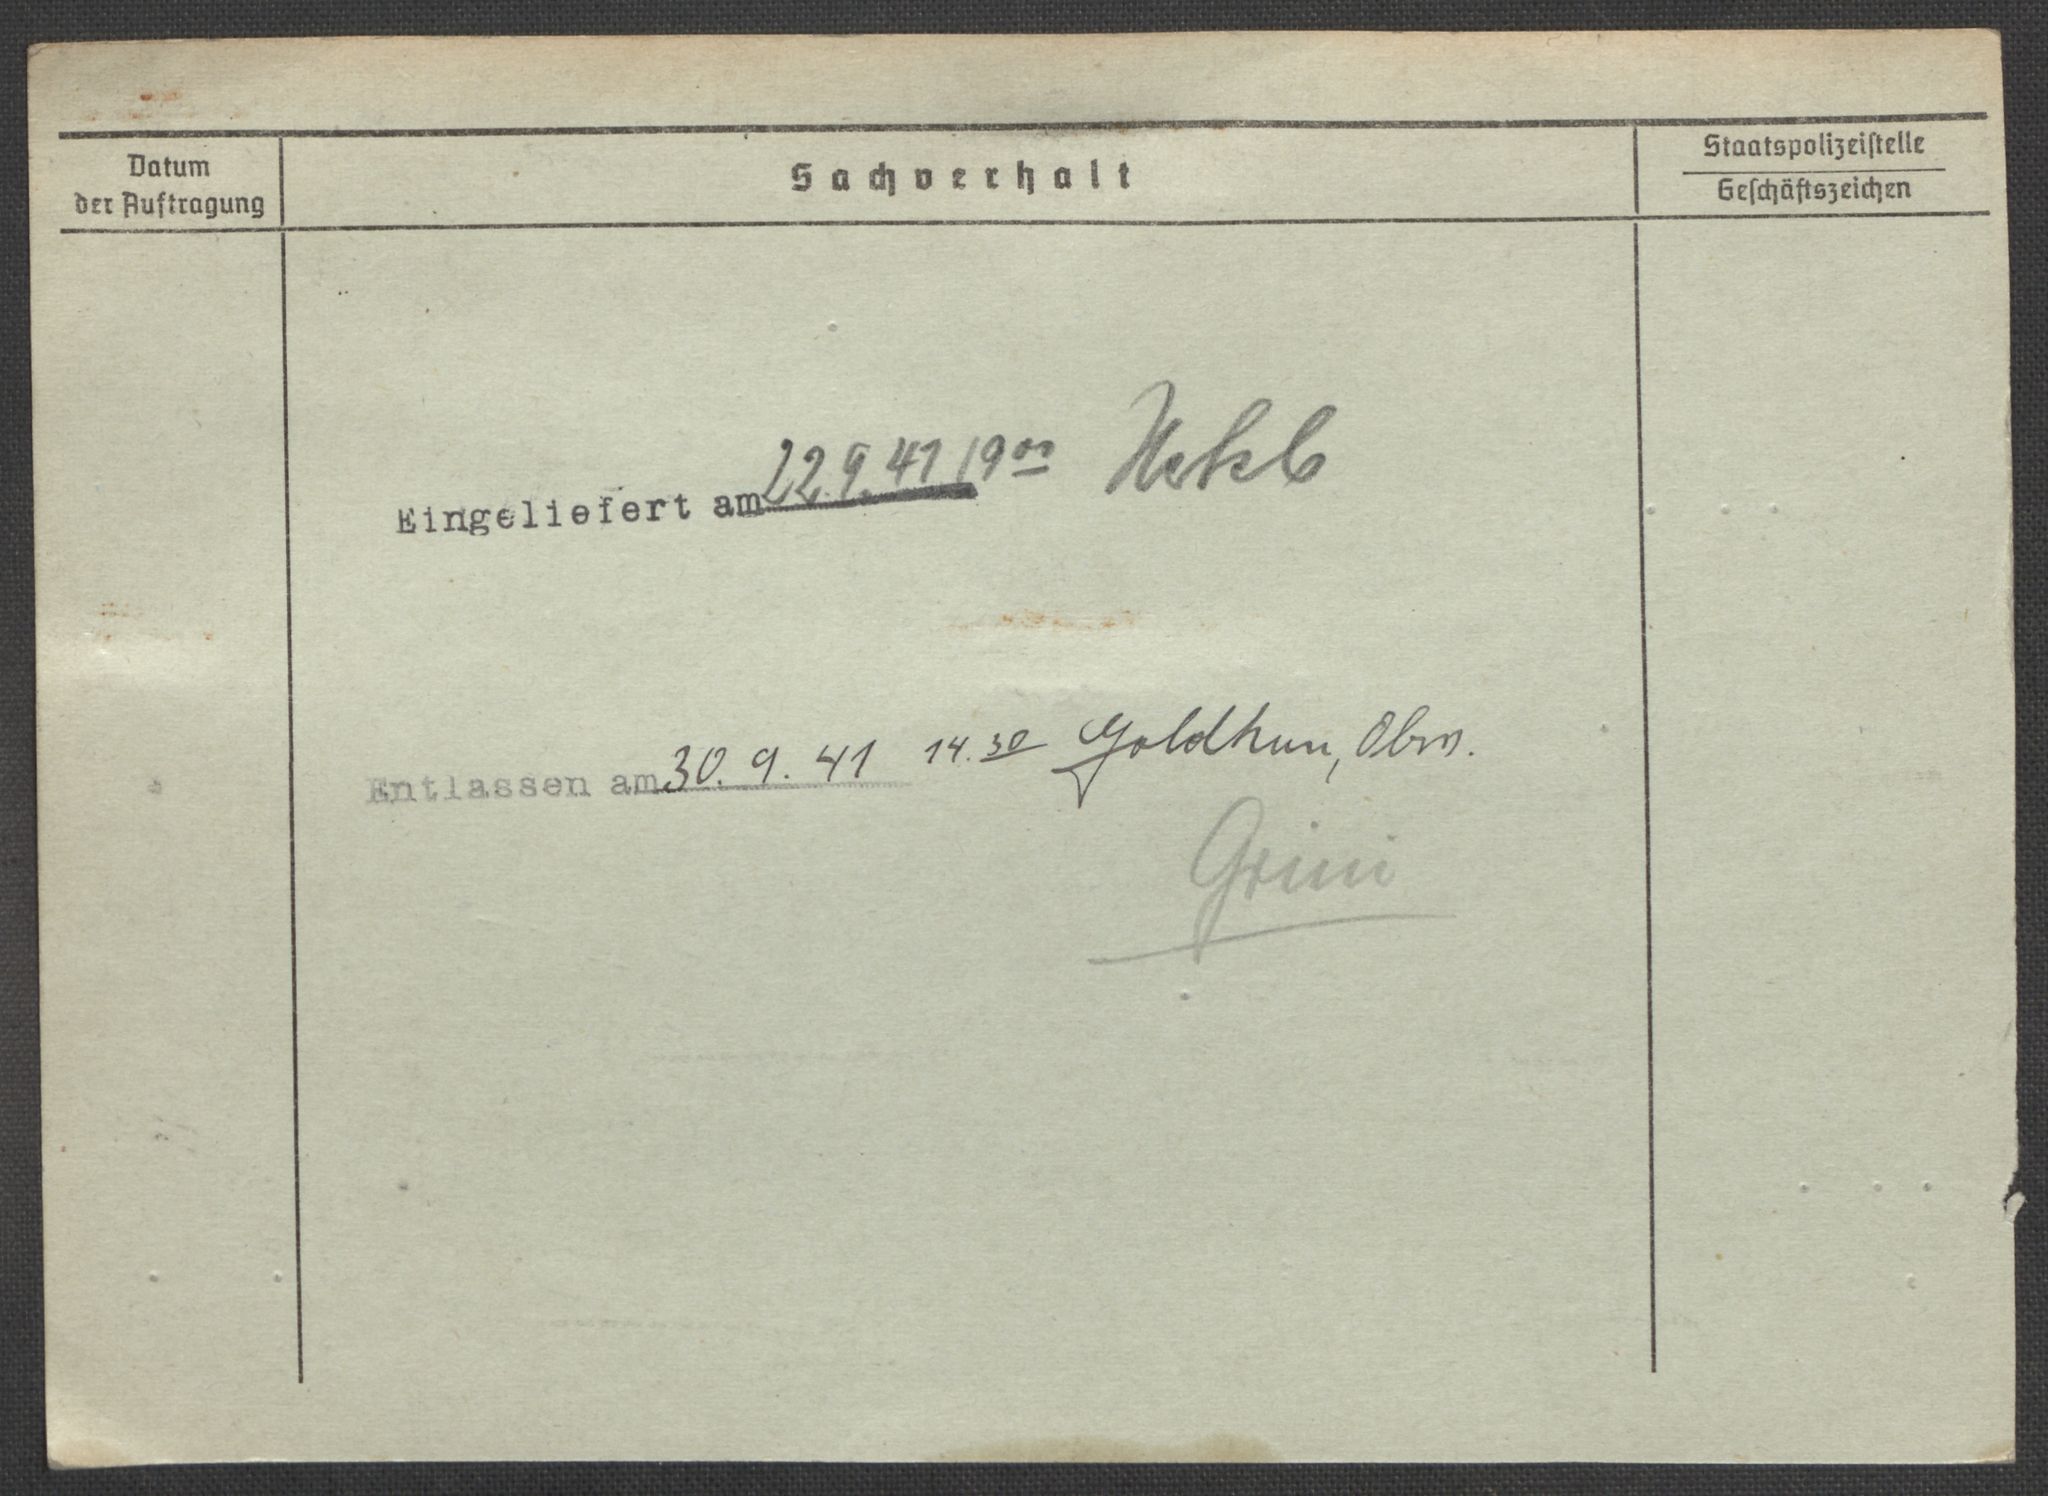 Datum
der Auftragung
Sachverhalt
Staatspolizeistelle
Geschäftszeichen
Eingeliefert am 22.9.41 19⁰⁰
Entlassen am 30.9.41 14.³⁰
Grini